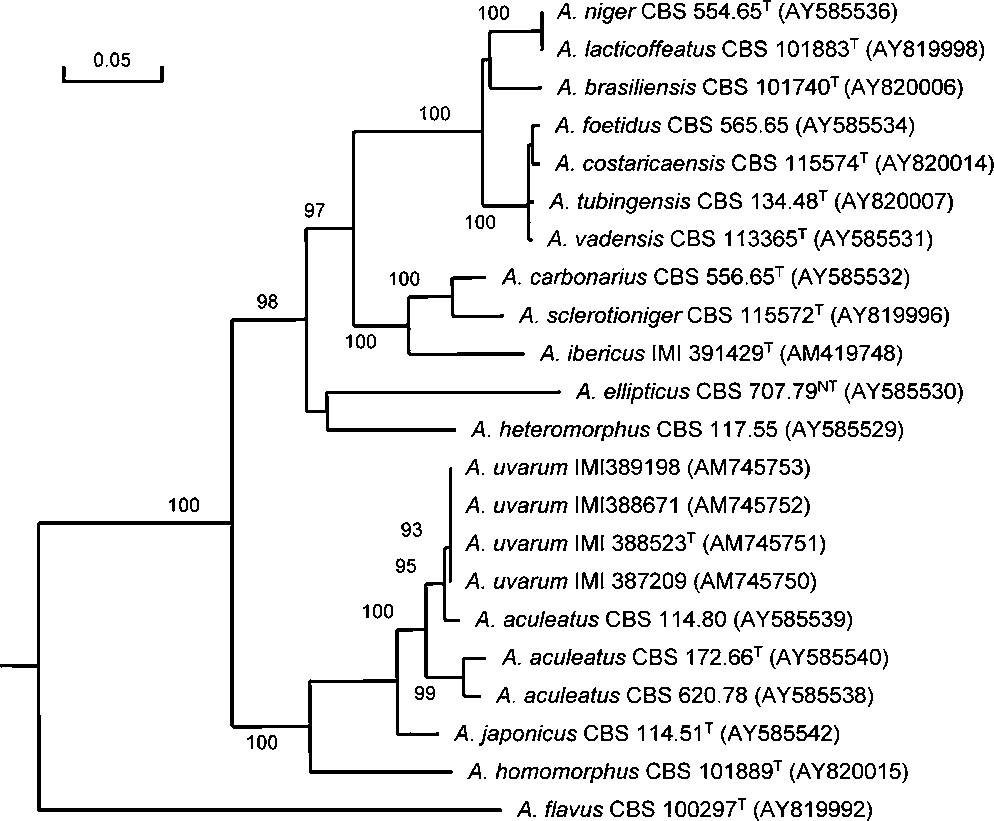 100
A. niger CBS 554.65T (AY585536)
0.05
A. lacticoffeatus CBS 101883T (AY819998)
A. brasiliensis CBS 101740T (AY820006)
100
A. foetidus CBS 565.65 (AY585534)
A. costaricaensis CBS 115574T (AY820014)
A. tubingensis CBS 134.48T (AY820007)
97
100
A. vadensis CBS 113365T (AY585531)
100
A. carbonarius CBS 556.65T (AY585532)
98
A. sclerotioniger CBS 115572T (AY819996)
100
A. ibericus IMI 391429T (AM419748)
A. ellipticus CBS 707.79NT (AY585530)
A. heteromorphus CBS 117.55 (AY585529)
A. uvarum IMI389198 (AM745753)
100
A. uvarum IMI388671 (AM745752)
93
A. uvarum IMI 388523T (AM745751)
95
A. uvarum IMI 387209 (AM745750)
100
A. aculeatus CBS 114.80 (AY585539)
A. aculeatus CBS 172.66T (AY585540)
99
A. aculeatus CBS 620.78 (AY585538)
A. japonicus CBS 114.51T (AY585542)
100
A. homomorphus CBS 101889T (AY820015)
A. flavus CBS 100297T (AY819992)